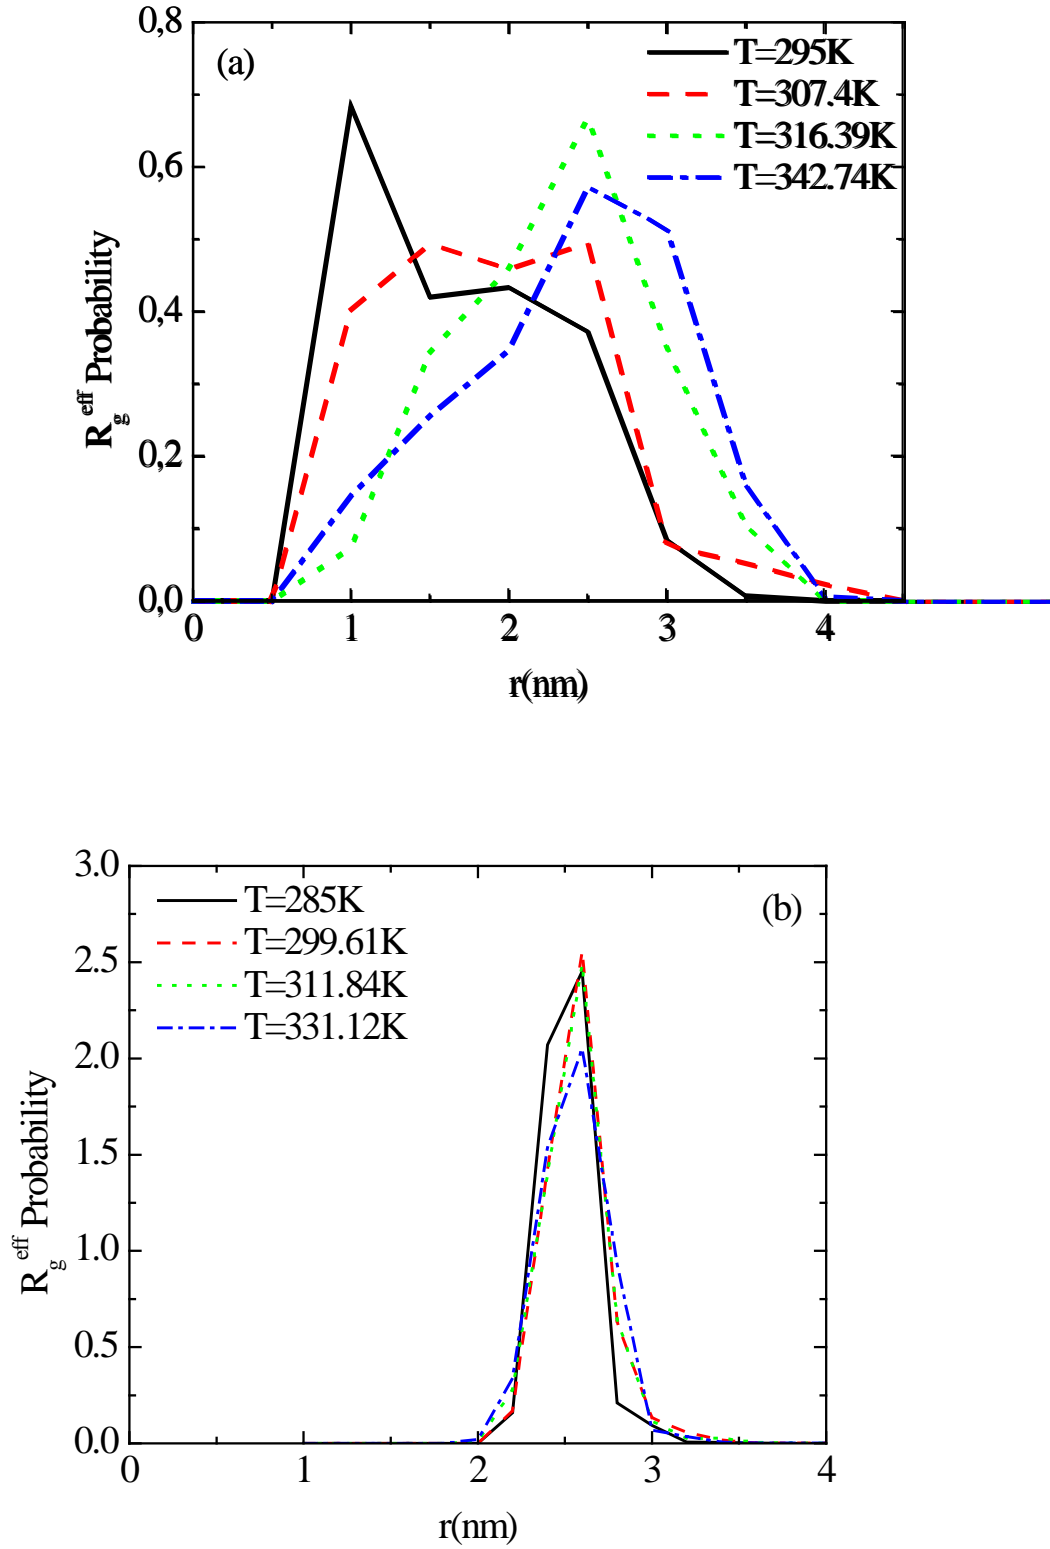 (a)
T=295K
T=307.4K
T=316.39K
T=342.74K
0,8
0,6
0,4
0,2
0,0
R_g^eff Probability
0 1 2 3 4
r(nm)
(b)
T=285K
T=299.61K
T=311.84K
T=331.12K
3.0
2.5
2.0
1.5
1.0
0.5
0.0
R_g^eff Probability
0 1 2 3 4
r(nm)